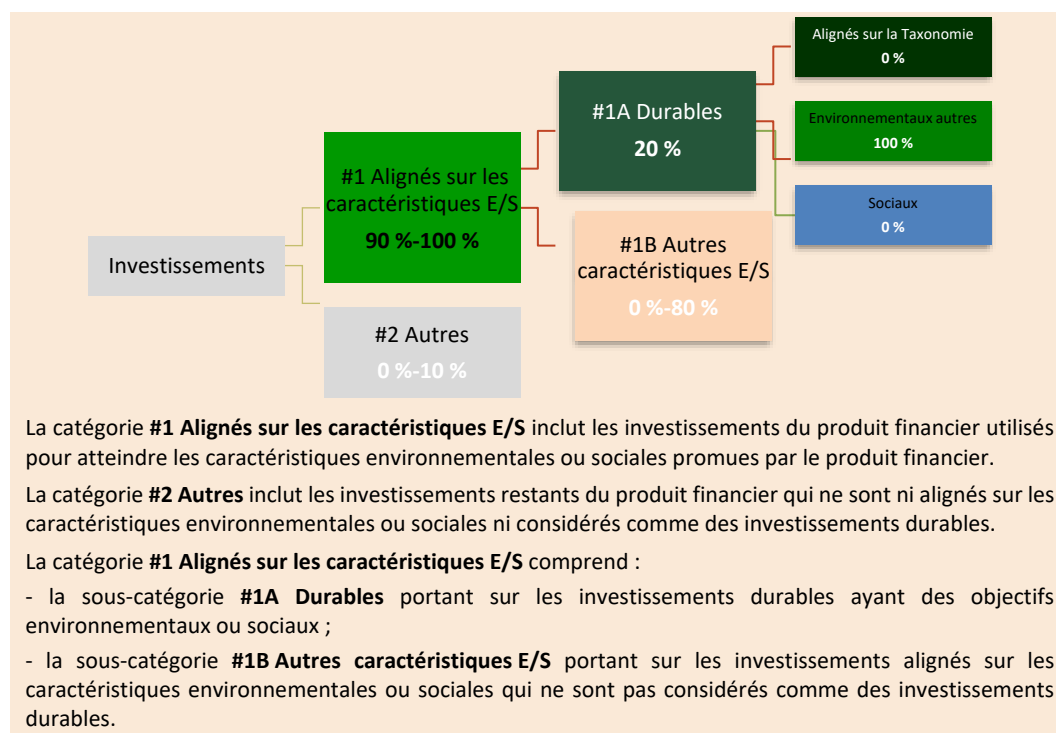 Alignés sur la Taxonomie
0 %
#1A Durables
20 %
Environnementaux autres
100 %
#1 Alignés sur les
caractéristiques E/S
90 %-100 %
Sociaux
0 %
#1B Autres
caractéristiques E/S
0 %-80 %
Investissements
#2 Autres
0 %-10 %
La catégorie #1 Alignés sur les caractéristiques E/S inclut les investissements du produit financier utilisés
pour atteindre les caractéristiques environnementales ou sociales promues par le produit financier.
La catégorie #2 Autres inclut les investissements restants du produit financier qui ne sont ni alignés sur les
caractéristiques environnementales ou sociales ni considérés comme des investissements durables.
La catégorie #1 Alignés sur les caractéristiques E/S comprend :
- la sous-catégorie #1A Durables portant sur les investissements durables ayant des objectifs
environnementaux ou sociaux ;
- la sous-catégorie #1B Autres caractéristiques E/S portant sur les investissements alignés sur les
caractéristiques environnementales ou sociales qui ne sont pas considérés comme des investissements
durables.